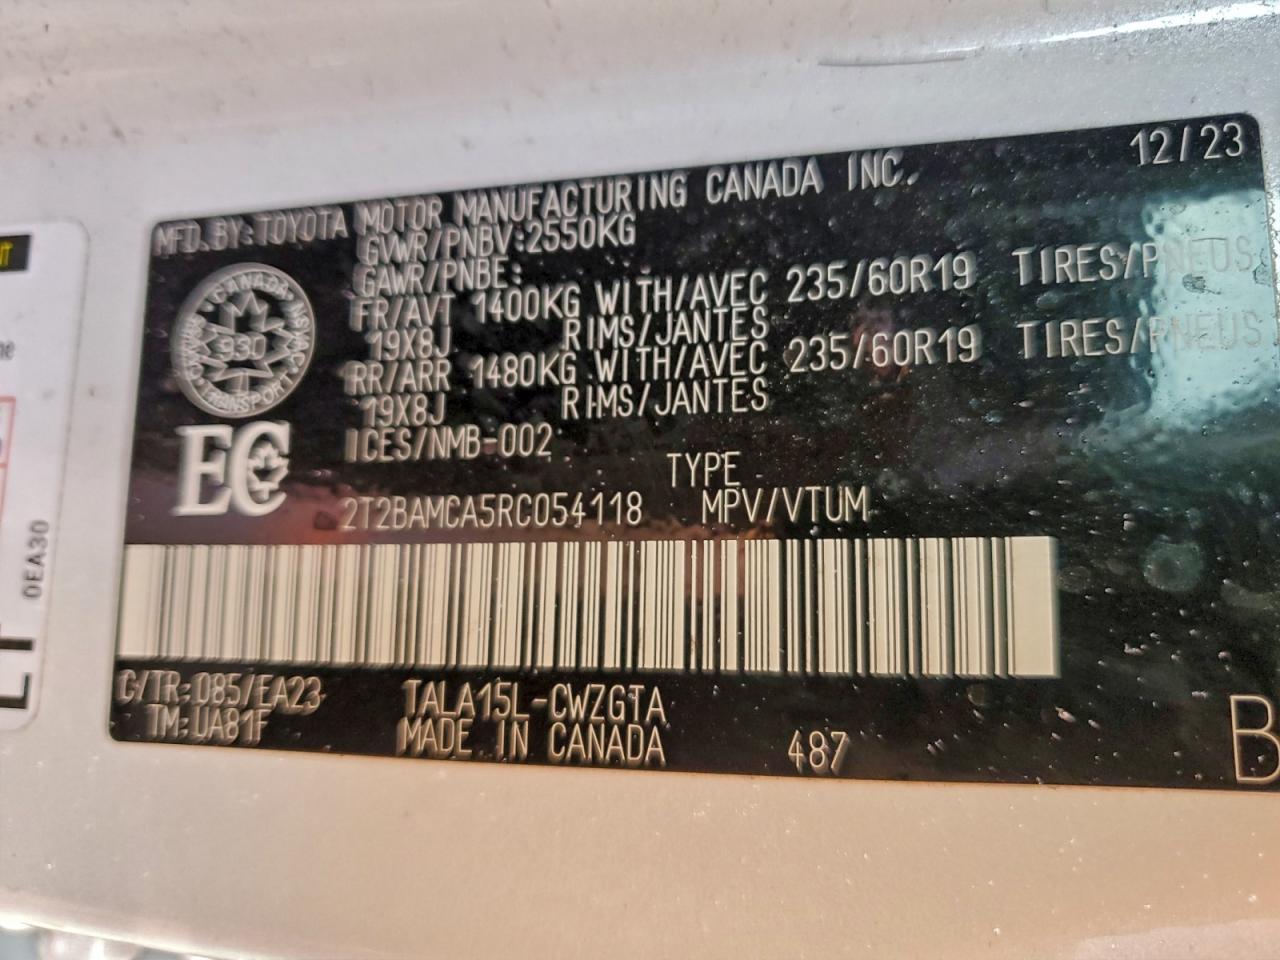 12/23
MFD. BY: TOYOTA MOTOR MANUFACTURING CANADA INC.
GVWR/PNBV:2550KG
GAWR/PNBE:
FR/AVT 1400KG WITH/AVEC 235/60R19 TIRES/PNEUS
19X8J RIMS/JANTES
RR/ARR 1480KG WITH/AVEC 235/60R19 TIRES/PNEUS
19X8J RIMS/JANTES
ICES/NMB-002
CANADA
TRANSPORT
EC
TYPE
2T2BAMCA5RC054118 MPV/VTUM
C/TR:085/EA23 TALA15L-CWZGTA
TM:UA81F MADE IN CANADA 487
B
0EA30